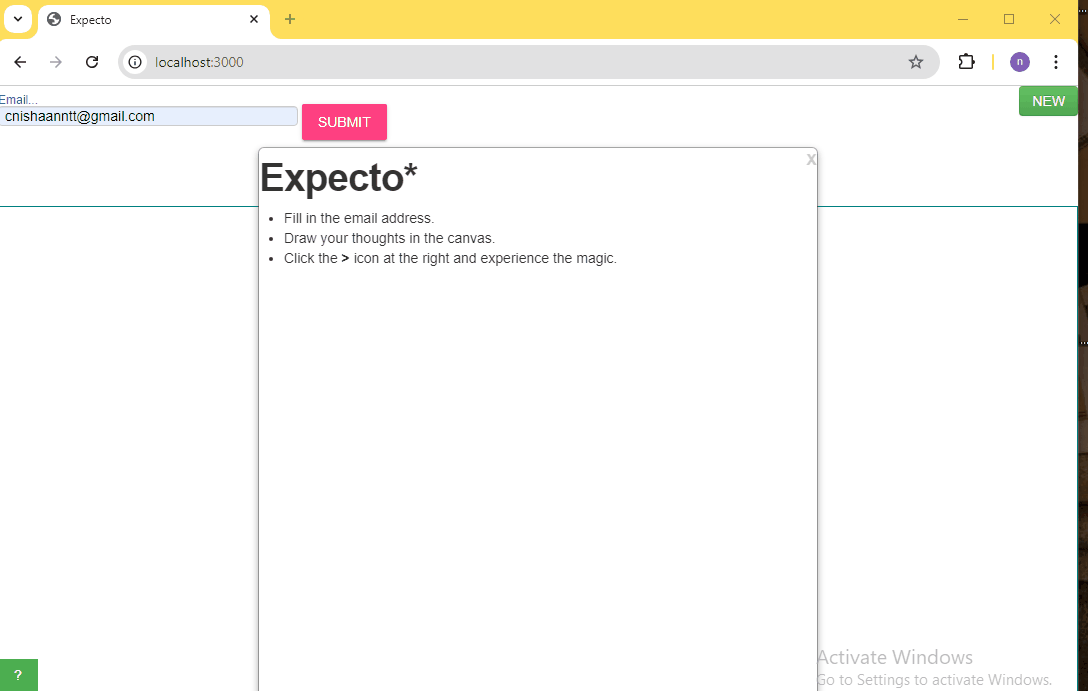 Expecto
localhost:3000
n
Email...
cnishaanntt@gmail.com
SUBMIT
NEW
X
Expecto*
Fill in the email address.
Draw your thoughts in the canvas.
Click the > icon at the right and experience the magic.
?
Activate Windows
Go to Settings to activate Windows.